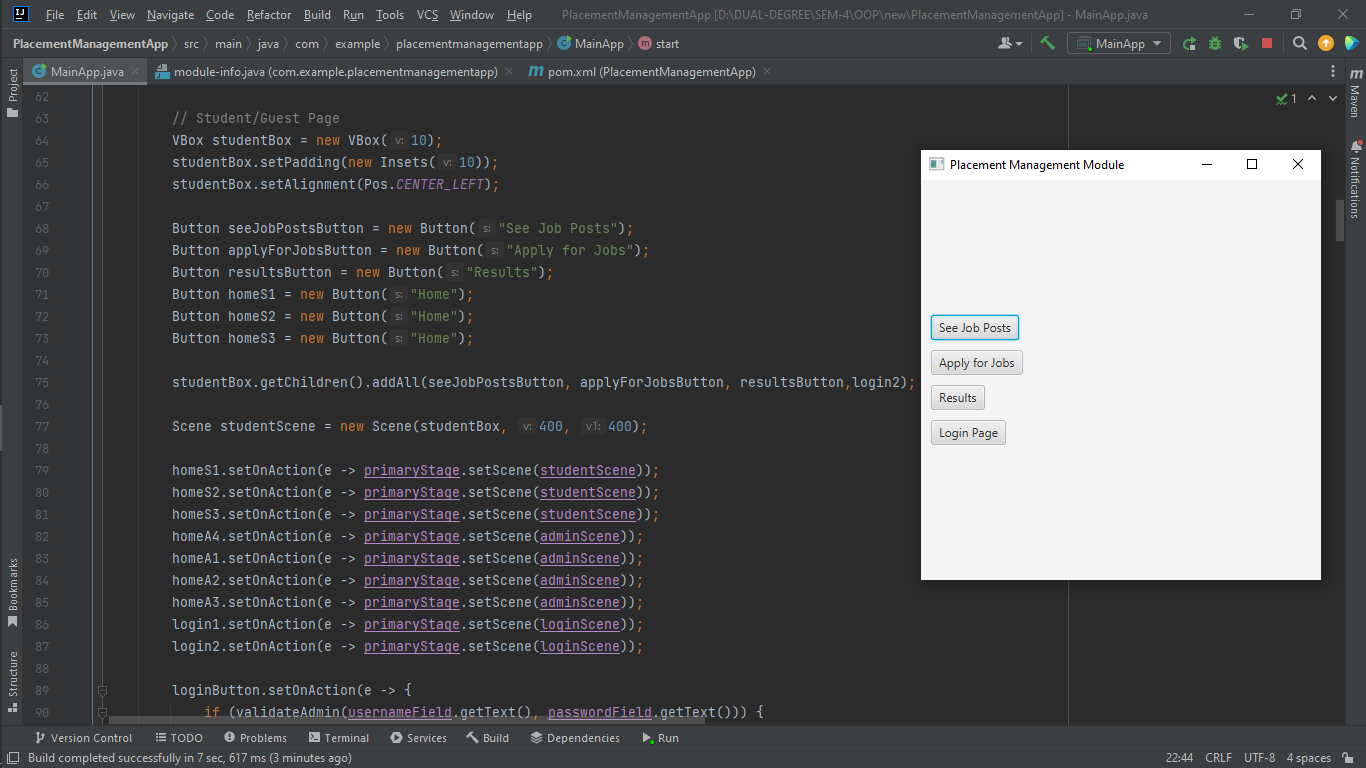 File Edit View Navigate Code Refactor Build Run Tools VCS Window Help PlacementManagementApp [D:\DUAL-DEGREE\SEM-4\OOP\new\PlacementManagementApp] - MainApp.java
PlacementManagementApp src main java com example placementmanagementapp MainApp m start MainApp
MainApp.java module-info.java (com.example.placementmanagementapp) m pom.xml (PlacementManagementApp)
Project
Bookmarks
Structure
62
63 // Student/Guest Page
64 VBox studentBox = new VBox( v: 10);
65 studentBox.setPadding(new Insets( v: 10));
66 studentBox.setAlignment(Pos.CENTER_LEFT);
67
68 Button seeJobPostsButton = new Button( s: "See Job Posts");
69 Button applyForJobsButton = new Button( s: "Apply for Jobs");
70 Button resultsButton = new Button( s: "Results");
71 Button homeS1 = new Button( s: "Home");
72 Button homeS2 = new Button( s: "Home");
73 Button homeS3 = new Button( s: "Home");
74
75 studentBox.getChildren().addAll(seeJobPostsButton, applyForJobsButton, resultsButton,login2);
76
77 Scene studentScene = new Scene(studentBox, v: 400, v1: 400);
78
79 homeS1.setOnAction(e -> primaryStage.setScene(studentScene));
80 homeS2.setOnAction(e -> primaryStage.setScene(studentScene));
81 homeS3.setOnAction(e -> primaryStage.setScene(studentScene));
82 homeA4.setOnAction(e -> primaryStage.setScene(adminScene));
83 homeA1.setOnAction(e -> primaryStage.setScene(adminScene));
84 homeA2.setOnAction(e -> primaryStage.setScene(adminScene));
85 homeA3.setOnAction(e -> primaryStage.setScene(adminScene));
86 login1.setOnAction(e -> primaryStage.setScene(loginScene));
87 login2.setOnAction(e -> primaryStage.setScene(loginScene));
88
89 loginButton.setOnAction(e -> {
90 if (validateAdmin(usernameField.getText(), passwordField.getText())) {
1
Placement Management Module
See Job Posts
Apply for Jobs
Results
Login Page
m Maven
Notifications
Version Control TODO Problems Terminal Services Build Dependencies Run
Build completed successfully in 7 sec, 617 ms (3 minutes ago) 22:44 CRLF UTF-8 4 spaces